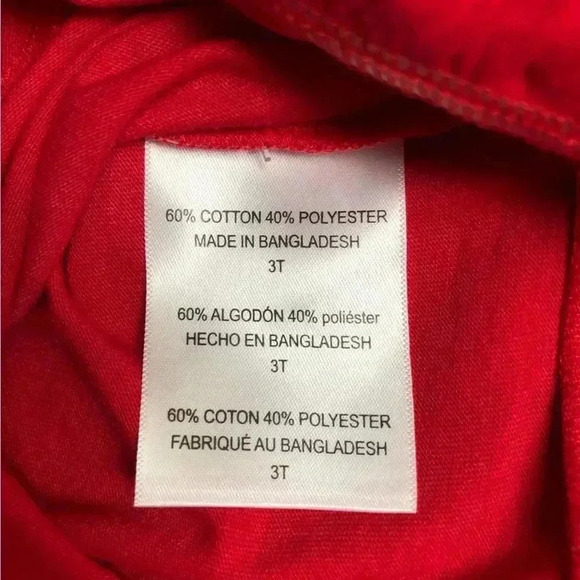 60% COTTON 40% POLYESTER
MADE IN BANGLADESH
3T
60% ALGODÓN 40% poliéster
HECHO EN BANGLADESH
3T
60% COTON 40% POLYESTER
FABRIQUÉ AU BANGLADESH
3T